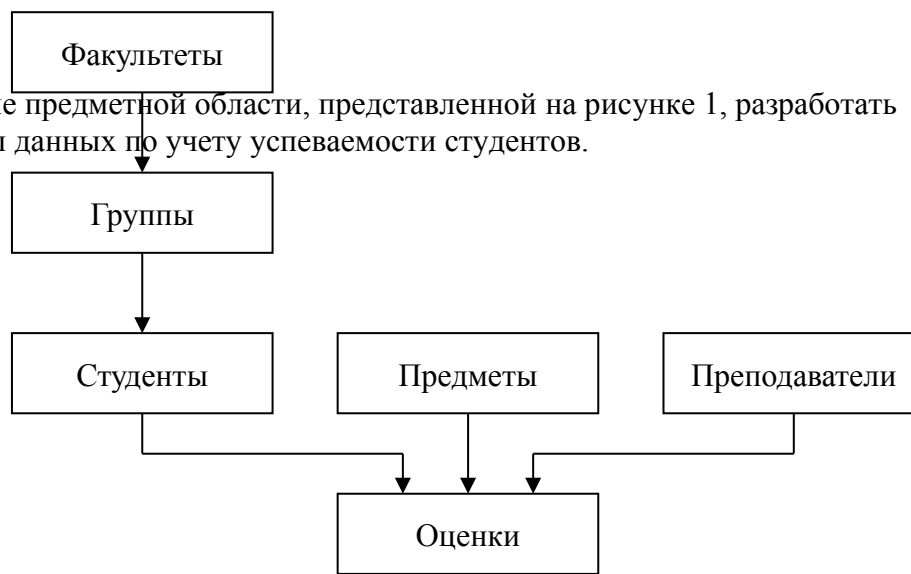 Факультеты
предметной области, представленной на рисунке 1, разработать
данных по учету успеваемости студентов.
Группы
Студенты Предметы Преподаватели
Оценки